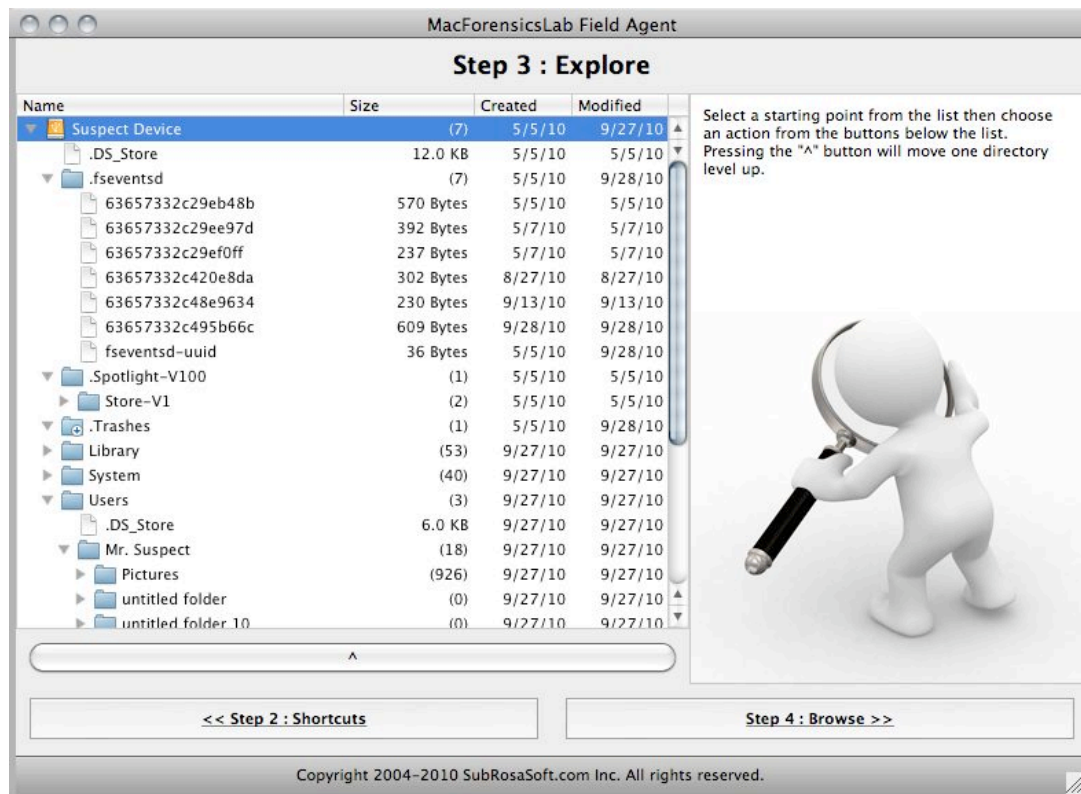 MacForensicsLab Field Agent
Step 3 : Explore
Name Size Created Modified
Suspect Device (7) 5/5/10 9/27/10
.DS_Store 12.0 KB 5/5/10 5/5/10
.fseventsd (7) 5/5/10 9/28/10
63657332c29eb48b 570 Bytes 5/5/10 5/5/10
63657332c29ee97d 392 Bytes 5/7/10 5/7/10
63657332c29ef0ff 237 Bytes 5/7/10 5/7/10
63657332c420e8da 302 Bytes 8/27/10 8/27/10
63657332c48e9634 230 Bytes 9/13/10 9/13/10
63657332c495b66c 609 Bytes 9/28/10 9/28/10
fseventsd-uuid 36 Bytes 5/5/10 9/28/10
.Spotlight-V100 (1) 5/5/10 5/5/10
Store-V1 (2) 5/5/10 5/5/10
.Trashes (1) 5/5/10 9/28/10
Library (53) 9/27/10 9/27/10
System (40) 9/27/10 9/27/10
Users (3) 9/27/10 9/27/10
.DS_Store 6.0 KB 9/27/10 9/27/10
Mr. Suspect (18) 9/27/10 9/27/10
Pictures (926) 9/27/10 9/27/10
untitled folder (0) 9/27/10 9/27/10
untitled folder 10 (0) 9/27/10 9/27/10
^
Select a starting point from the list then choose
an action from the buttons below the list.
Pressing the "^" button will move one directory
level up.
<< Step 2 : Shortcuts
Step 4 : Browse >>
Copyright 2004-2010 SubRosaSoft.com Inc. All rights reserved.